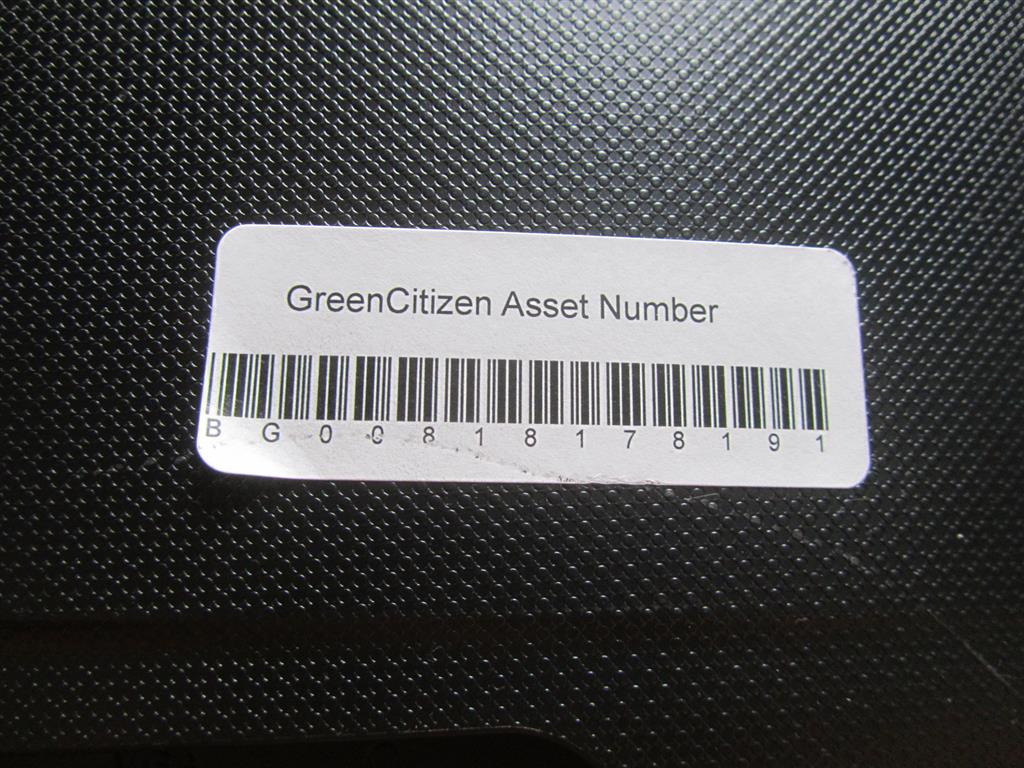 GreenCitizen Asset Number
B G 0 0 8 1 8 1 7 8 1 9 1